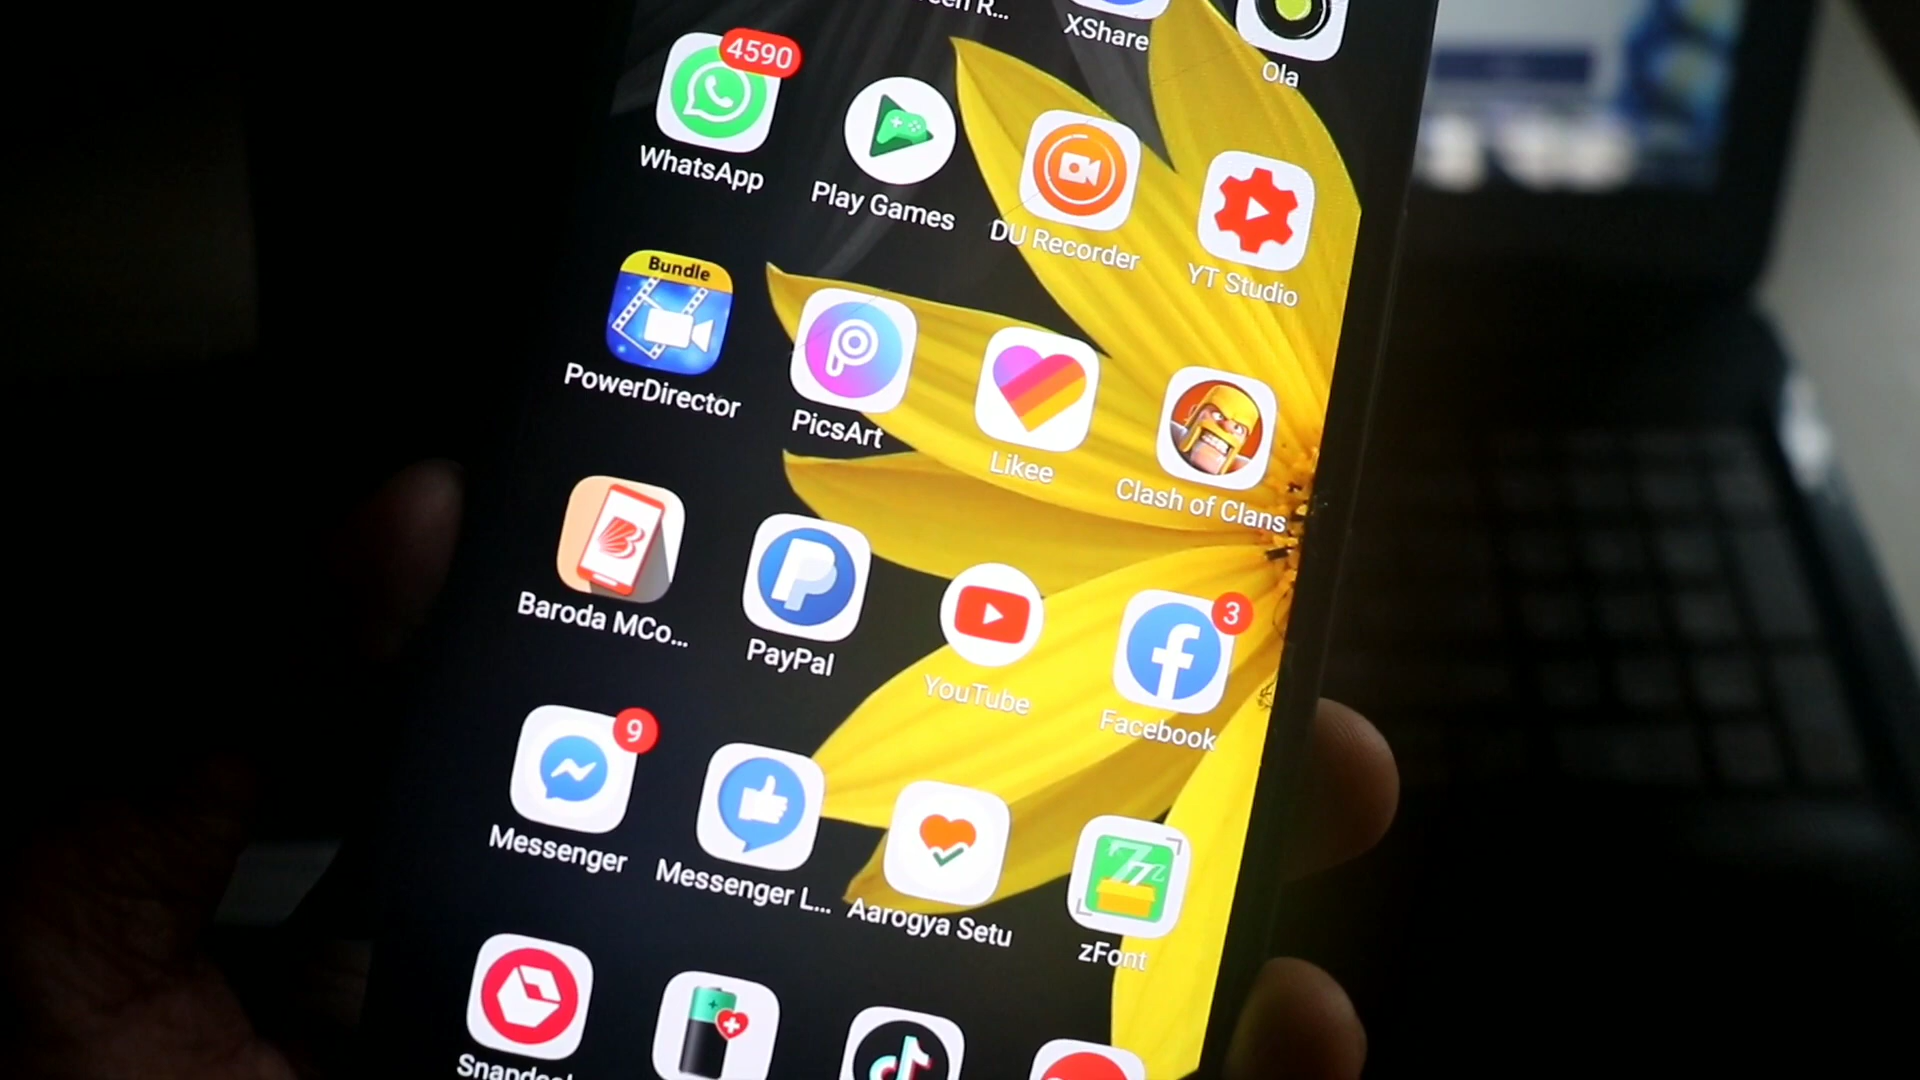 XShare
Ola
4590
WhatsApp
Play Games
DU Recorder
YT Studio
Bundle
PowerDirector
PicsArt
Likee
Clash of Clans
Baroda MCo...
PayPal
YouTube
3
Facebook
9
Messenger
Messenger L...
Aarogya Setu
zFont